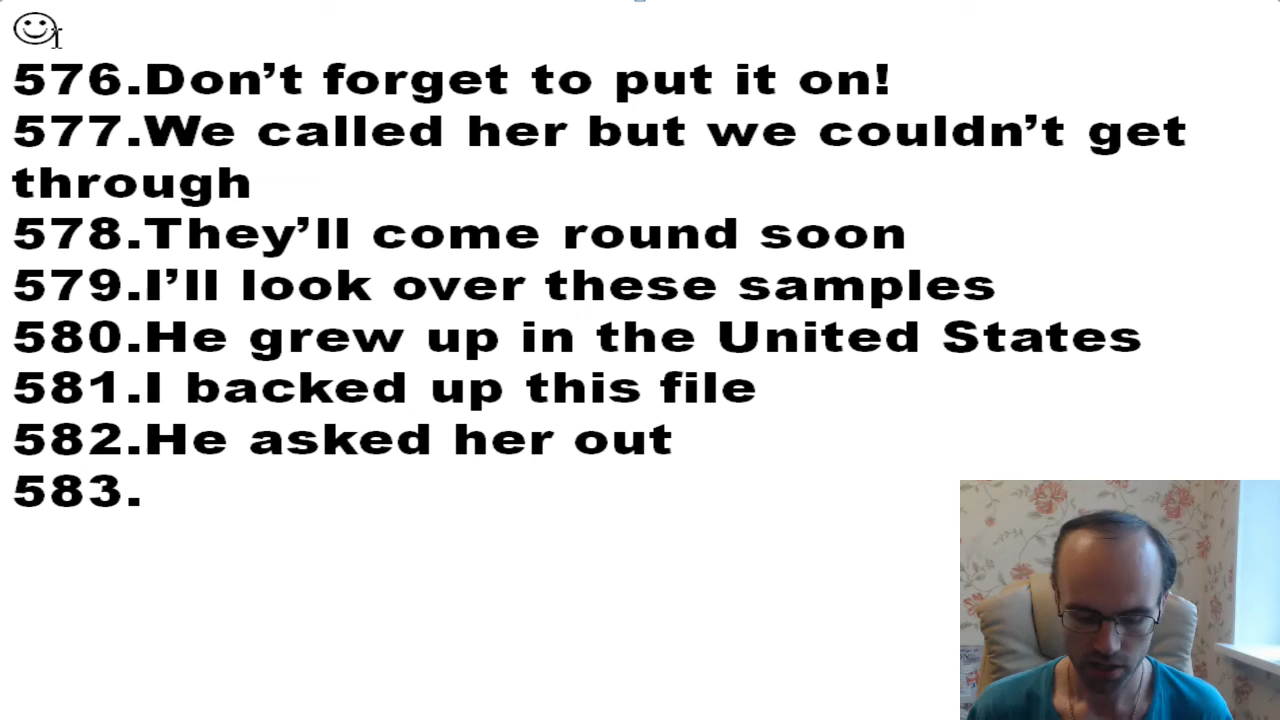 576.Don’t forget to put it on!
577.We called her but we couldn’t get
through
578.They’ll come round soon
579.I’ll look over these samples
580.He grew up in the United States
581.I backed up this file
582.He asked her out
583.